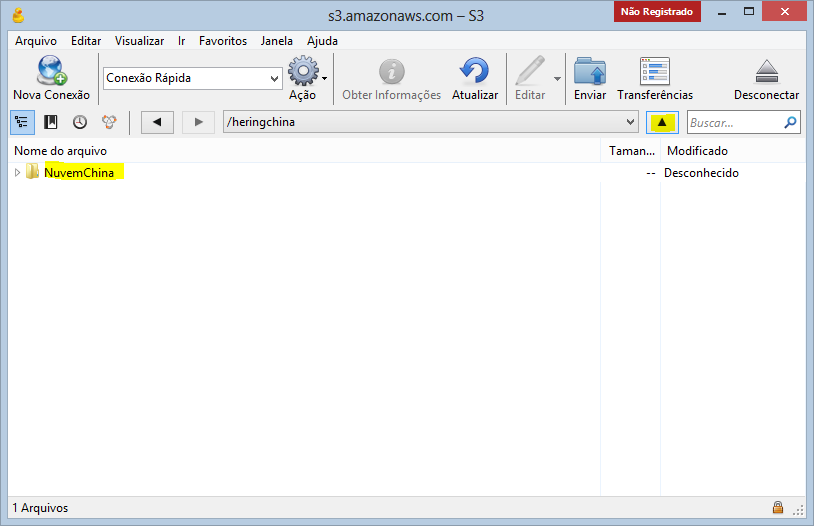 s3.amazonaws.com – S3
Não Registrado
Arquivo Editar Visualizar Ir Favoritos Janela Ajuda
Conexão Rápida
Nova Conexão Ação Obter Informações Atualizar Editar Enviar Transferências Desconectar
/heringchina Buscar...
Nome do arquivo Taman... Modificado
NuvemChina -- Desconhecido
1 Arquivos